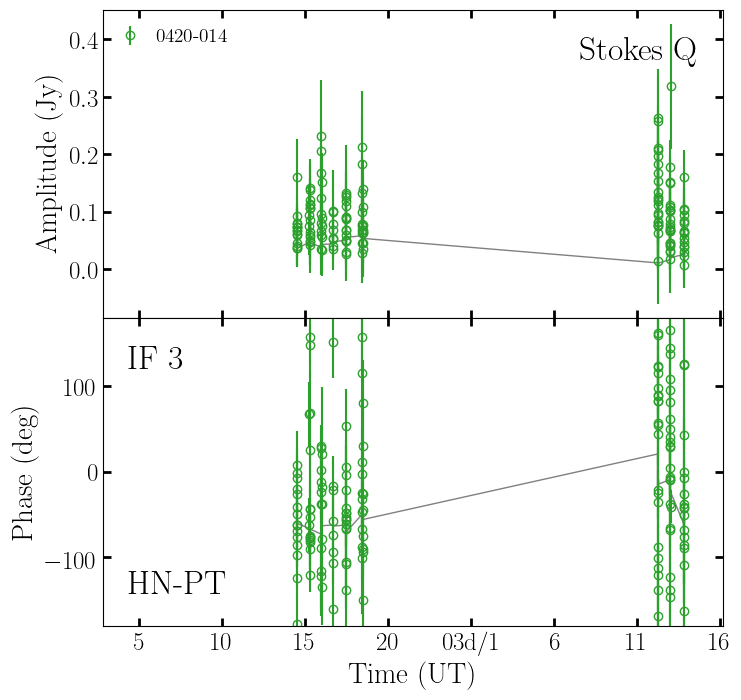 0420-014
Stokes Q
Amplitude (Jy)
0.4
0.3
0.2
0.1
0.0
IF 3
HN-PT
Phase (deg)
100
0
−100
5 10 15 20 03d/1 6 11 16
Time (UT)